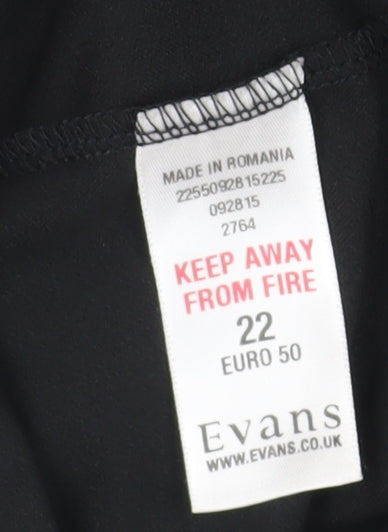 MADE IN ROMANIA
2255092815225
092815
2764
KEEP AWAY
FROM FIRE
22
EURO 50
Evans
WWW.EVANS.CO.UK